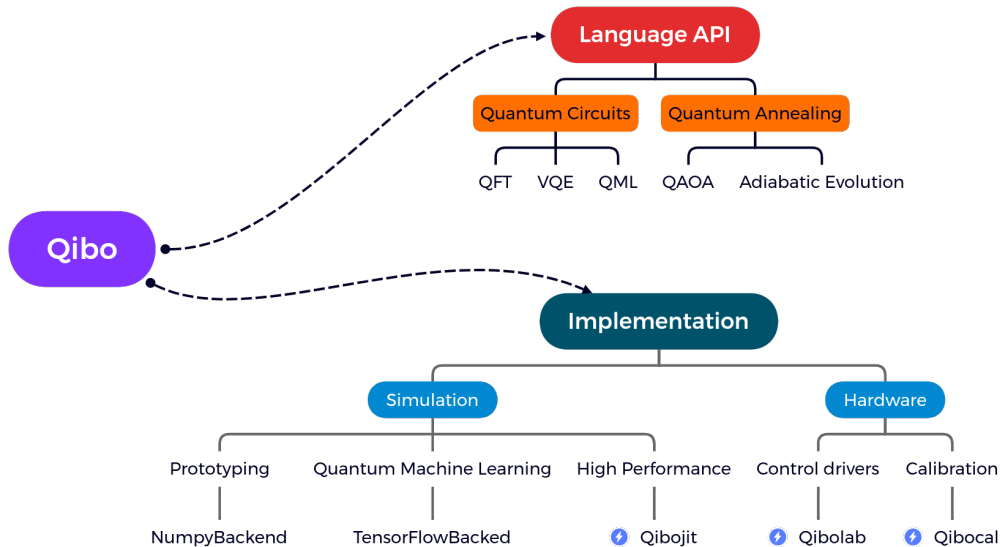 Language API
Quantum Circuits
Quantum Annealing
QFT
VQE
QML
QAOA
Adiabatic Evolution
Qibo
Implementation
Simulation
Hardware
Prototyping
Quantum Machine Learning
High Performance
Control drivers
Calibration
NumpyBackend
TensorFlowBacked
Qibojit
Qibolab
Qibocal